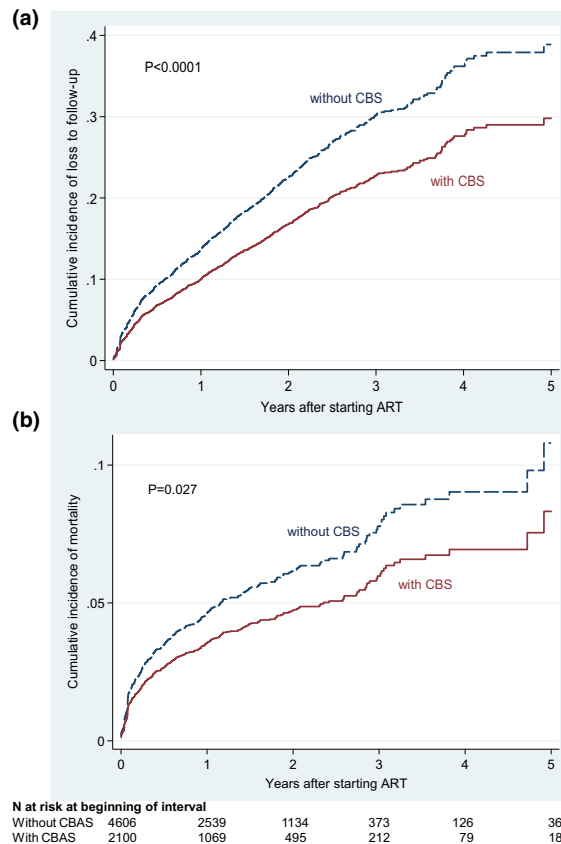 (a)
Cumulative incidence of loss to follow-up
.4
.3
.2
.1
0
P<0.0001
without CBS
with CBS
0 1 2 3 4 5
Years after starting ART
(b)
Cumulative incidence of mortality
.1
.05
0
P=0.027
without CBS
with CBS
0 1 2 3 4 5
Years after starting ART
N at risk at beginning of interval
Without CBAS 4606 2539 1134 373 126 36
With CBAS 2100 1069 495 212 79 18